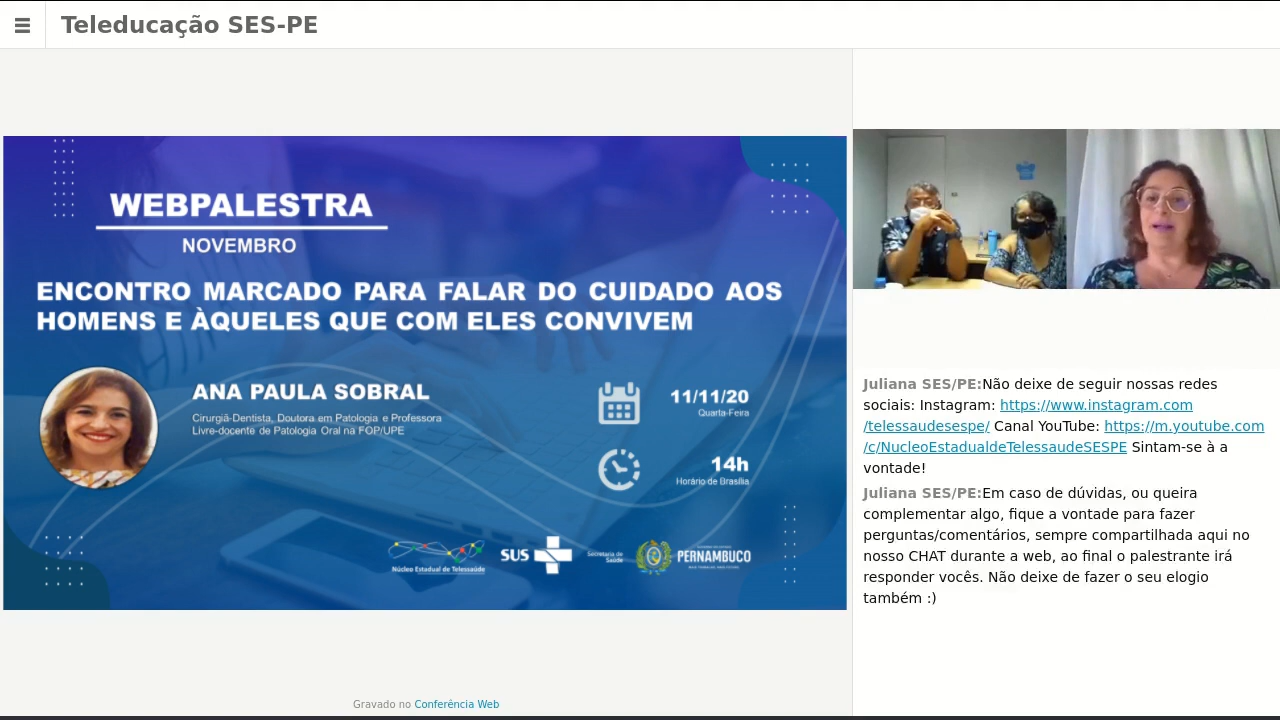 Teleducação SES-PE
WEBPALESTRA
NOVEMBRO
ENCONTRO MARCADO PARA FALAR DO CUIDADO AOS
HOMENS E ÀQUELES QUE COM ELES CONVIVEM
ANA PAULA SOBRAL
Cirurgiã-Dentista, Doutora em Patologia e Professora
Livre-docente de Patologia Oral na FOP/UPE
11/11/20
Quarta-Feira
14h
Horário de Brasília
Núcleo Estadual de Telessaúde
SUS
Secretaria de
Saúde
PERNAMBUCO
Gravado no Conferência Web
Juliana SES/PE:Não deixe de seguir nossas redes
sociais: Instagram: https://www.instagram.com
/telessaudesespe/ Canal YouTube: https://m.youtube.com
/c/NucleoEstadualdeTelessaudeSESPE Sintam-se à a
vontade!
Juliana SES/PE:Em caso de dúvidas, ou queira
complementar algo, fique a vontade para fazer
perguntas/comentários, sempre compartilhada aqui no
nosso CHAT durante a web, ao final o palestrante irá
responder vocês. Não deixe de fazer o seu elogio
também :)